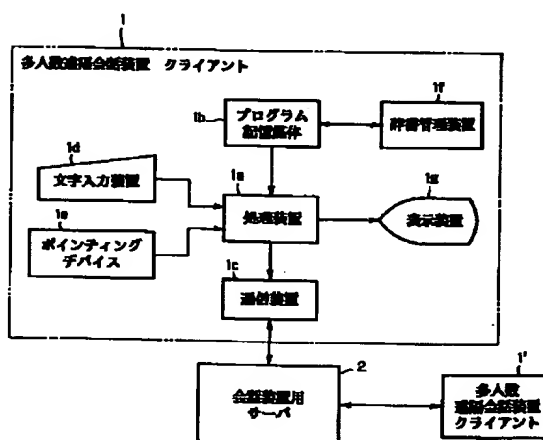 1
多人数遠隔会話装置 クライアント
1b
プログラム
記憶媒体
1f
辞書管理装置
1d
文字入力装置
1a
処理装置
1g
表示装置
1e
ポインティング
デバイス
1c
通信装置
2
会話装置用
サーバ
1'
多人数
遠隔会話装置
クライアント